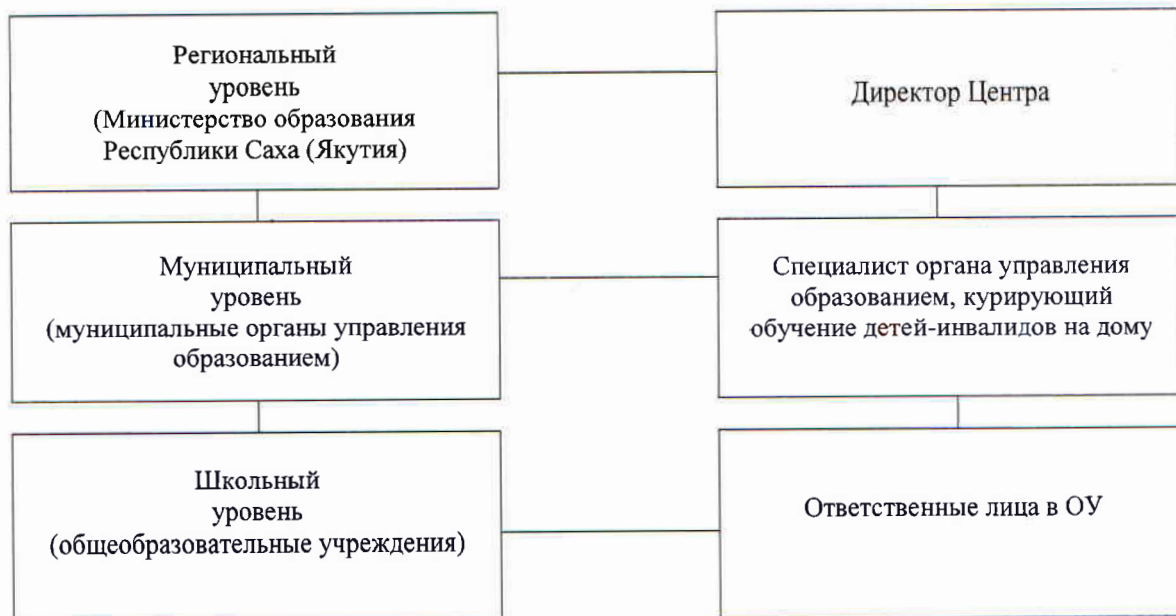 Региональный
уровень
(Министерство образования
Республики Саха (Якутия)
Директор Центра
Муниципальный
уровень
(муниципальные органы управления
образованием)
Специалист органа управления
образованием, курирующий
обучение детей-инвалидов на дому
Школьный
уровень
(общеобразовательные учреждения)
Ответственные лица в ОУ